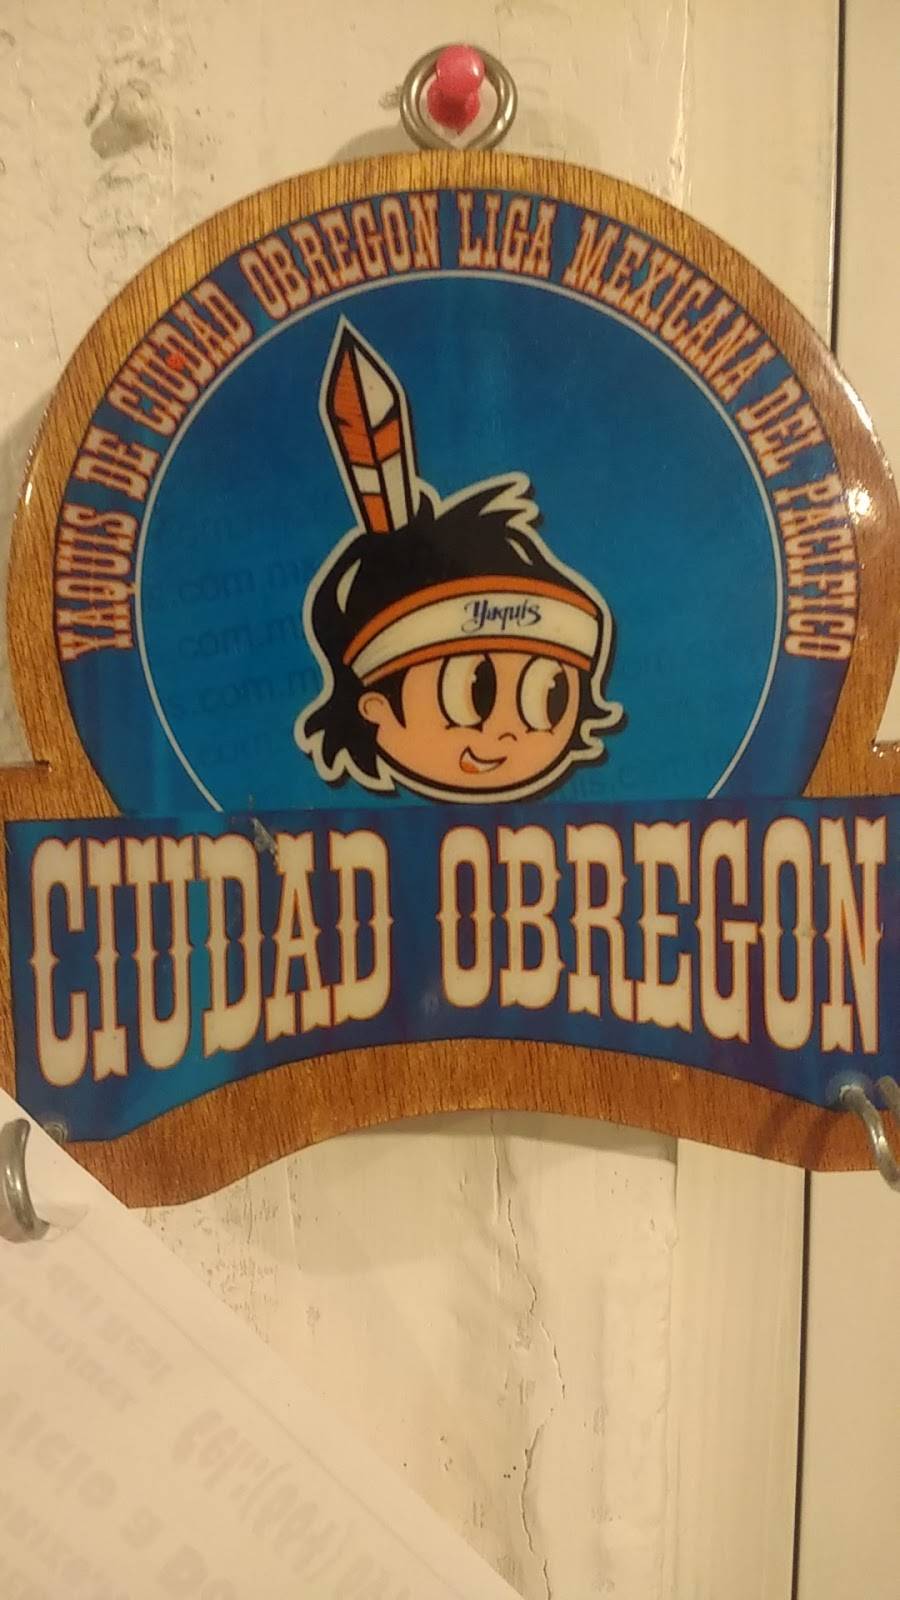 YAQUIS DE CIUDAD OBREGON LIGA MEXICANA DEL PACIFICO
Yaquis
CIUDAD OBREGON